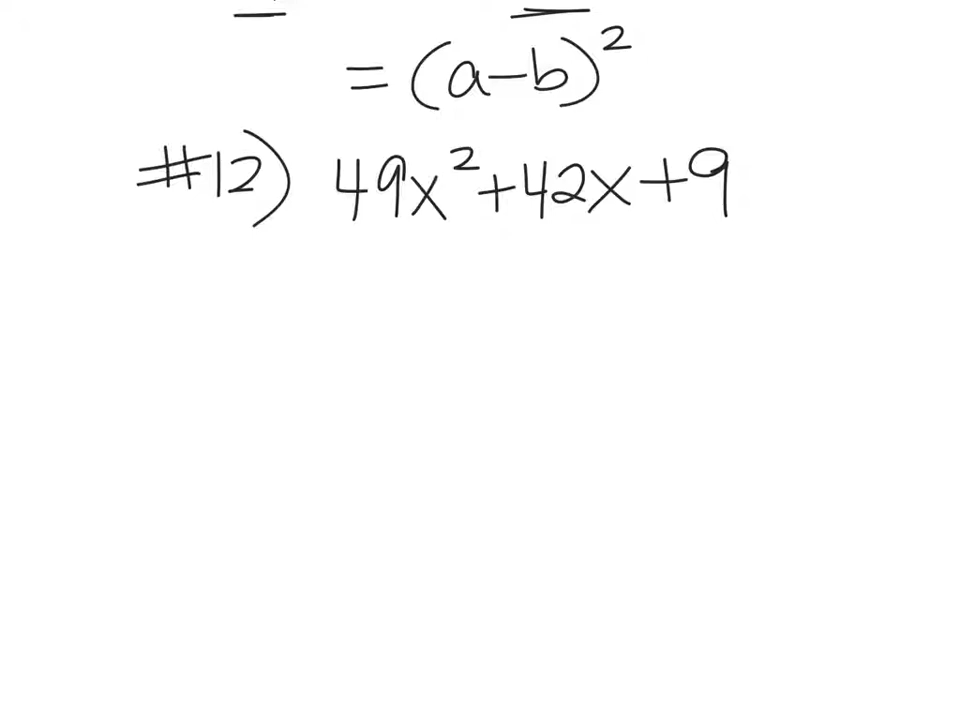 = (a-b)²
#12) 49x²+42x+9